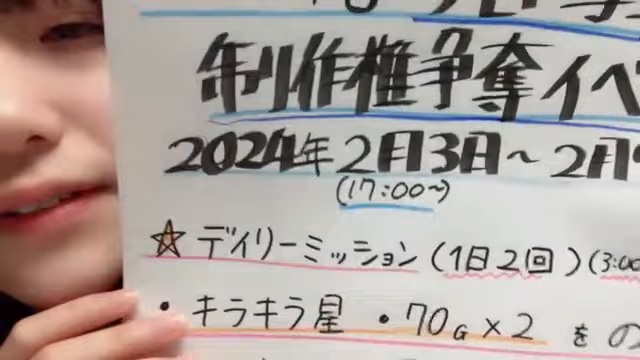 制作権争奪イベ
2024年2月3日～2月
(17:00～)
☆デイリーミッション(1日2回)(3:00
・キラキラ星 ・70G×2 を の